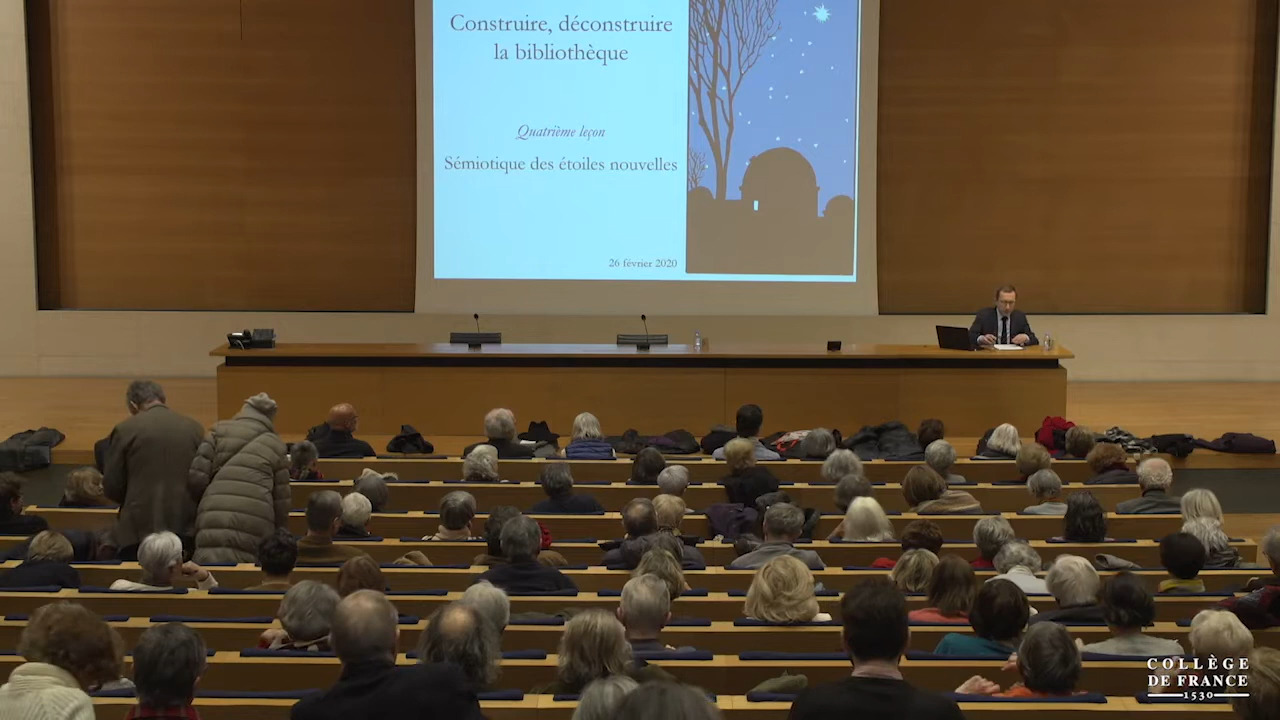 Construire, déconstruire
la bibliothèque
Quatrième leçon
Sémiotique des étoiles nouvelles
26 février 2020
COLLÈGE
DE FRANCE
1530